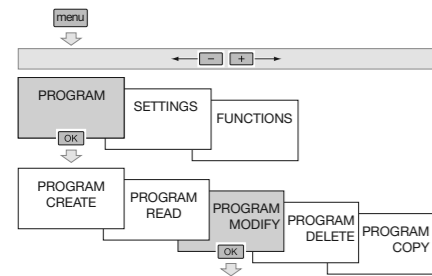 menu
− +
PROGRAM
SETTINGS
FUNCTIONS
OK
PROGRAM
CREATE
PROGRAM
READ
PROGRAM
MODIFY
PROGRAM
DELETE
PROGRAM
COPY
OK